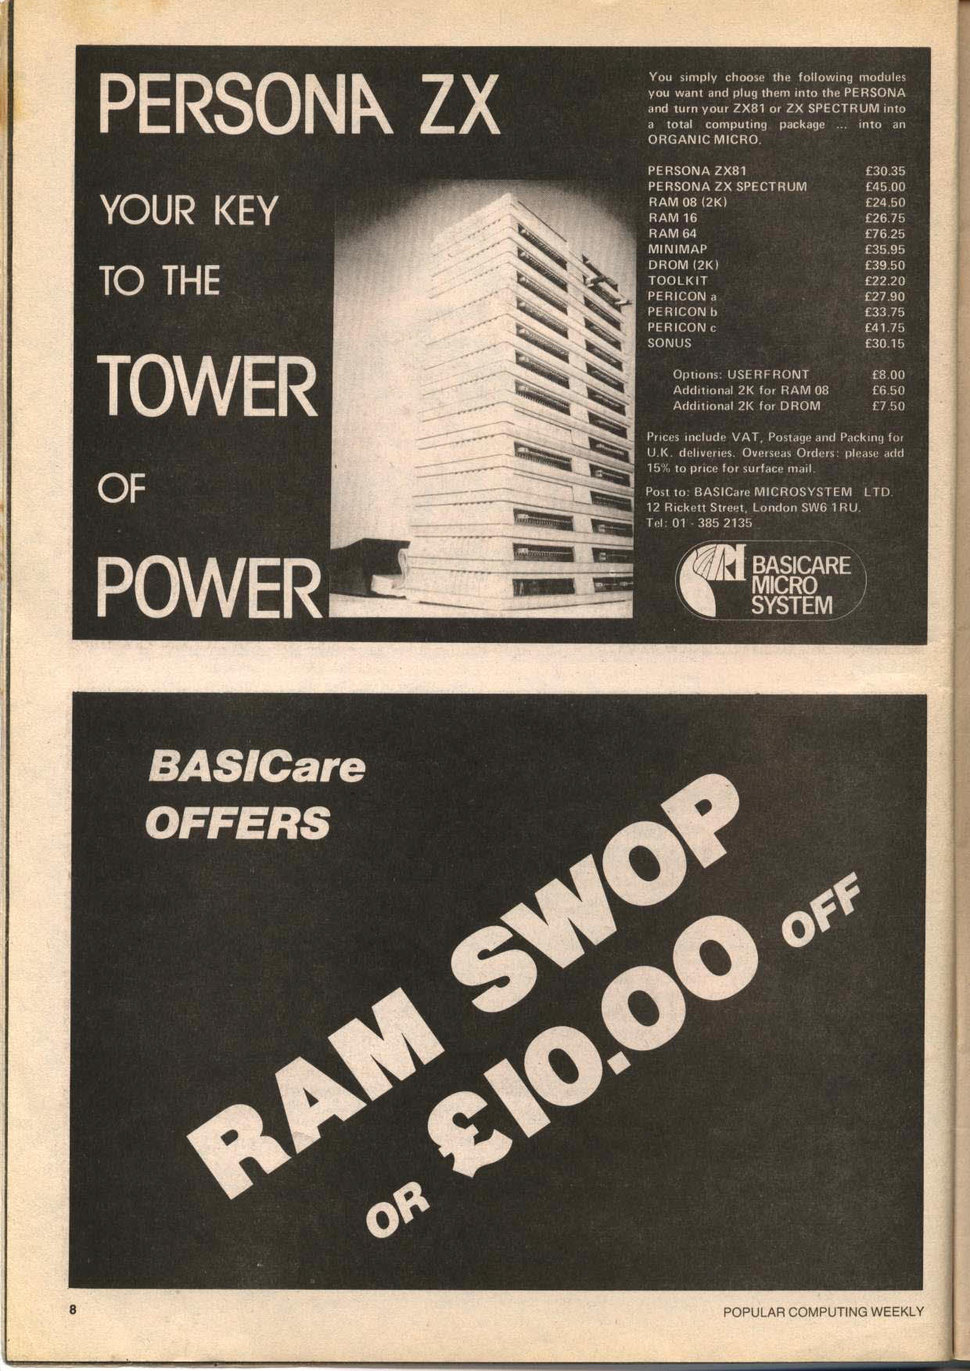 PERSONA ZX
YOUR KEY
TO THE
TOWER
OF
POWER
You simply choose the following modules
you want and plug them into the PERSONA
and turn your ZX81 or ZX SPECTRUM into
a total computing package ... into an
ORGANIC MICRO.
PERSONA ZX81 £30.35
PERSONA ZX SPECTRUM £45.00
RAM 08 (2K) £24.50
RAM 16 £26.75
RAM 64 £76.25
MINIMAP £35.95
DROM (2K) £39.50
TOOLKIT £22.20
PERICON a £27.90
PERICON b £33.75
PERICON c £41.75
SONUS £30.15
Options: USERFRONT £8.00
Additional 2K for RAM 08 £6.50
Additional 2K for DROM £7.50
Prices include VAT, Postage and Packing for
U.K. deliveries. Overseas Orders: please add
15% to price for surface mail.
Post to: BASICare MICROSYSTEM LTD.
12 Rickett Street, London SW6 1RU.
Tel: 01 - 385 2135
BASICARE
MICRO
SYSTEM
BASICare
OFFERS
RAM SWOP
OR £10.00 OFF
8
POPULAR COMPUTING WEEKLY